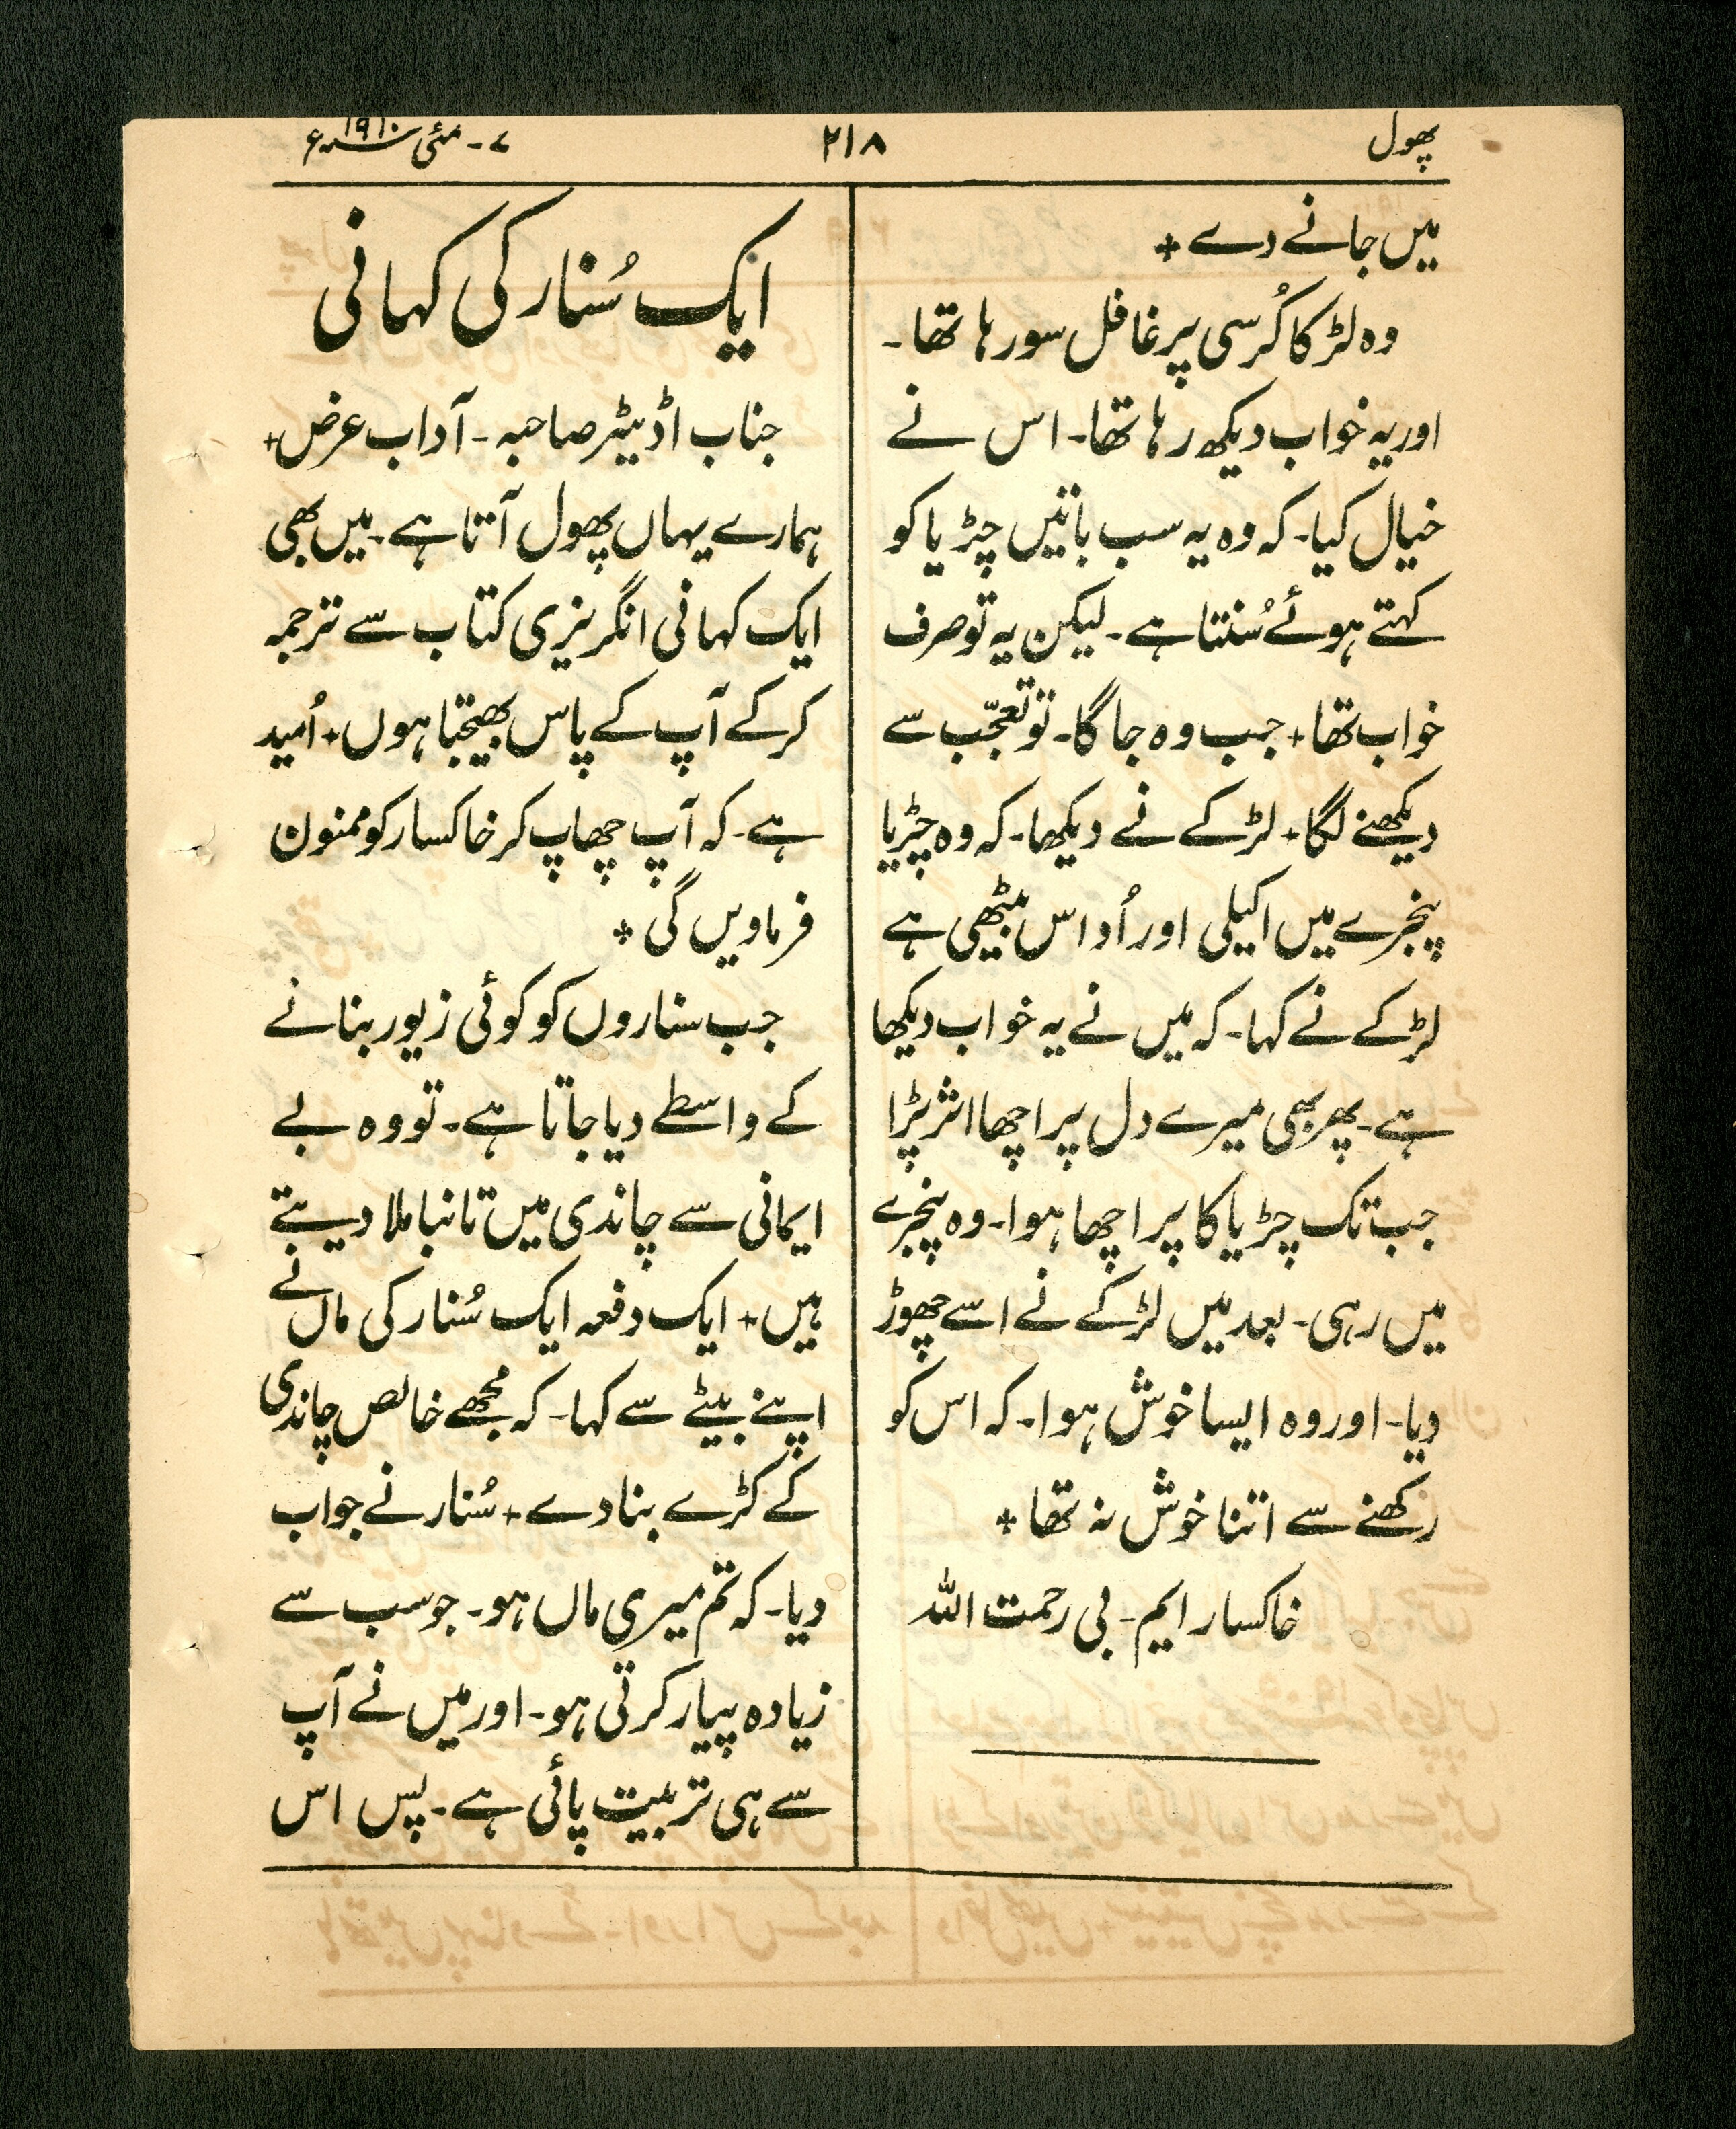 پھول
۲۱۸
۷۔ مئی سنہ ۱۹۱۰ء
میں جانے دے +
وہ لڑکا کُرسی پر غافل سو رہا تھا۔
اور یہ خواب دیکھ رہا تھا۔ اس نے
خیال کیا۔ کہ وہ یہ سب باتیں چڑیا کو
کہتے ہوئے سُنتا ہے۔ لیکن یہ تو صرف
خواب تھا + جب وہ جاگا۔ تو تعجّب سے
دیکھنے لگا + لڑکے نے دیکھا۔ کہ وہ چڑیا
پنجرے میں اکیلی اور اُداس بیٹھی ہے
لڑکے نے کہا۔ کہ میں نے یہ خواب دیکھا
ہے۔ پھر بھی میرے دل پر اچھا اثر پڑا
جب تک چڑیا کا پر اچھا ہوا۔ وہ پنجرے
میں رہی۔ بعد میں لڑکے نے اسے چھوڑ
دیا۔ اور وہ ایسا خوش ہوا۔ کہ اس کو
رکھنے سے اتنا خوش نہ تھا +
خاکسار ایم۔ بی رحمت اللہ
ایک سُنار کی کہانی
جناب اڈیٹر صاحبہ۔ آداب عرض +
ہمارے یہاں پھول آتا ہے۔ میں بھی
ایک کہانی انگریزی کتاب سے ترجمہ
کرکے آپ کے پاس بھیجتا ہوں + اُمید
ہے۔ کہ آپ چھاپ کر خاکسار کو ممنون
فرماویں گی +
جب سناروں کو کوئی زیور بنانے
کے واسطے دیا جاتا ہے۔ تو وہ بے
ایمانی سے چاندی میں تانبا ملا دیتے
ہیں + ایک دفعہ ایک سُنار کی ماں نے
اپنے بیٹے سے کہا۔ کہ مجھے خالص چاندی
کے کڑے بنا دے + سُنار نے جواب
دیا۔ کہ تم میری ماں ہو۔ جو سب سے
زیادہ پیار کرتی ہو۔ اور میں نے آپ
سے ہی تربیت پائی ہے۔ پس اس